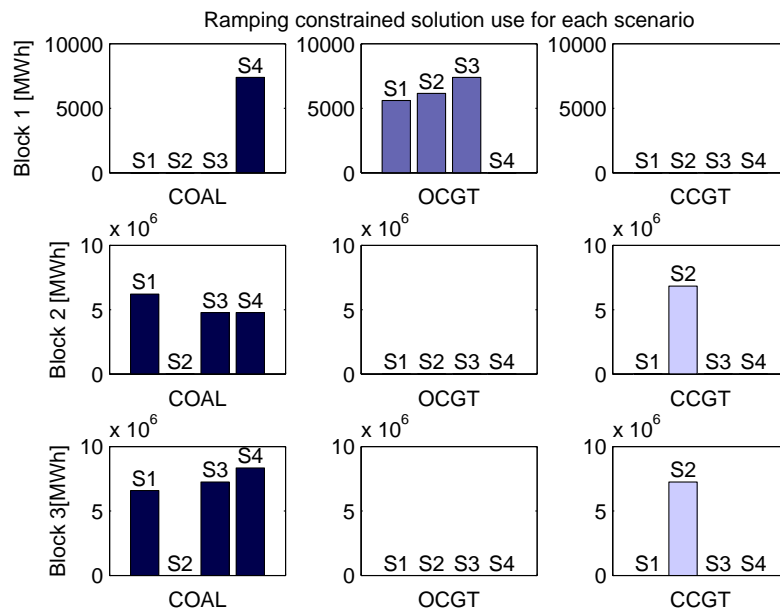 Ramping constrained solution use for each scenario
Block 1 [MWh]
10000
5000
0
S1 S2 S3 S4
COAL
10000
5000
0
S1 S2 S3 S4
OCGT
10000
5000
0
S1 S2 S3 S4
CCGT
Block 2 [MWh]
x 10^6
10
5
0
S1 S2 S3 S4
COAL
x 10^6
10
5
0
S1 S2 S3 S4
OCGT
x 10^6
10
5
0
S1 S2 S3 S4
CCGT
Block 3[MWh]
x 10^6
10
5
0
S1 S2 S3 S4
COAL
x 10^6
10
5
0
S1 S2 S3 S4
OCGT
x 10^6
10
5
0
S1 S2 S3 S4
CCGT